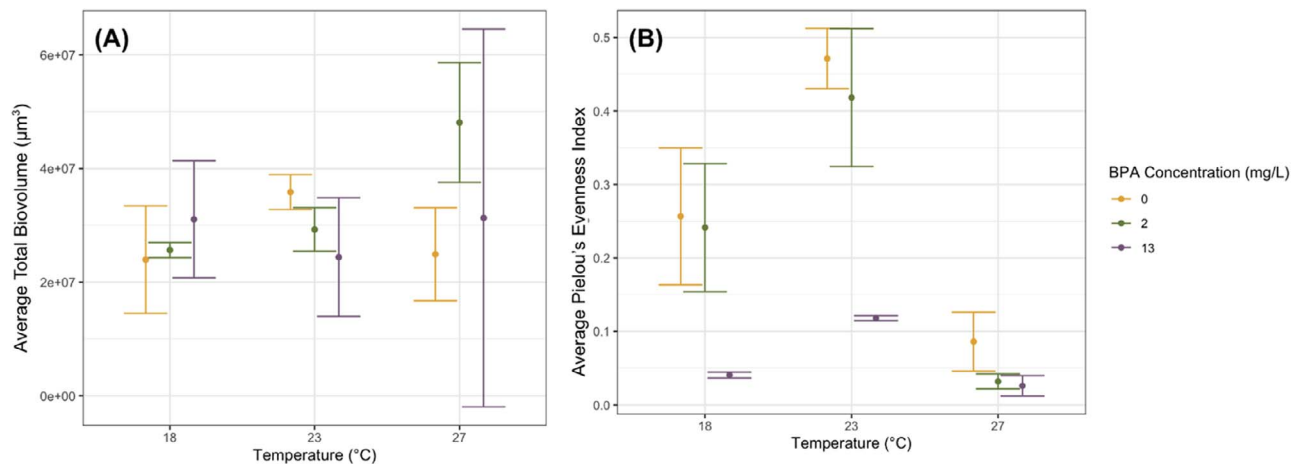 (A)
Average Total Biovolume (µm³)
6e+07
4e+07
2e+07
0e+00
18
23
27
Temperature (°C)
(B)
Average Pielou's Evenness Index
0.5
0.4
0.3
0.2
0.1
0.0
18
23
27
Temperature (°C)
BPA Concentration (mg/L)
0
2
13